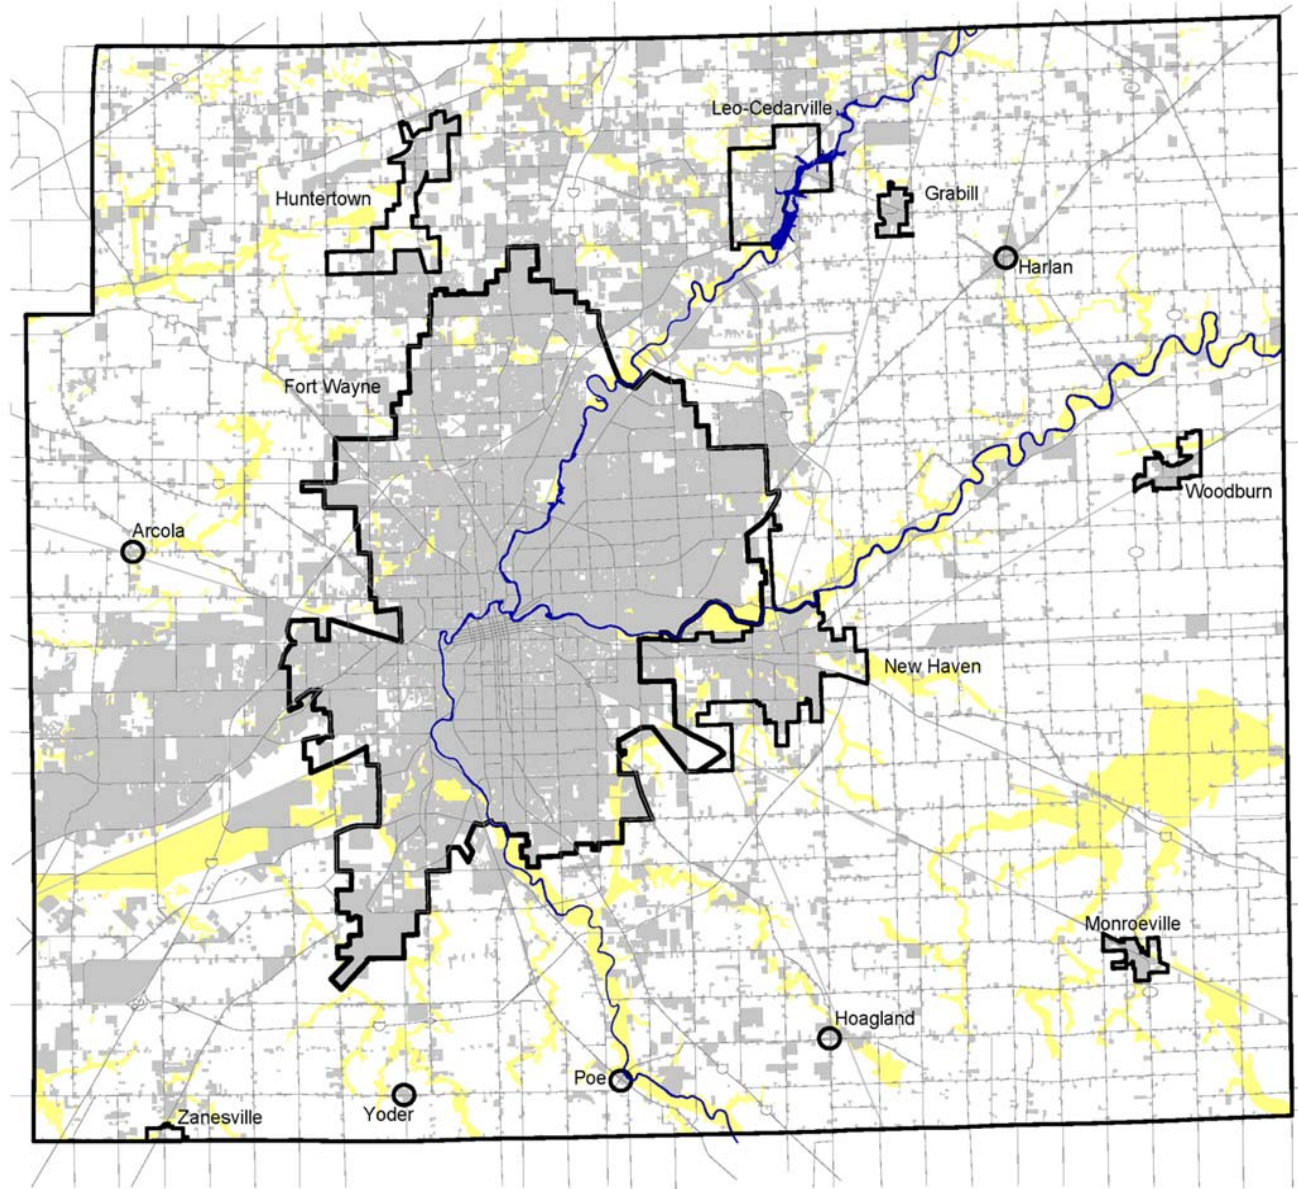 Leo-Cedarville
Huntertown
Grabill
Harlan
Fort Wayne
Woodburn
Arcola
New Haven
Monroeville
Hoagland
Poe
Yoder
Zanesville